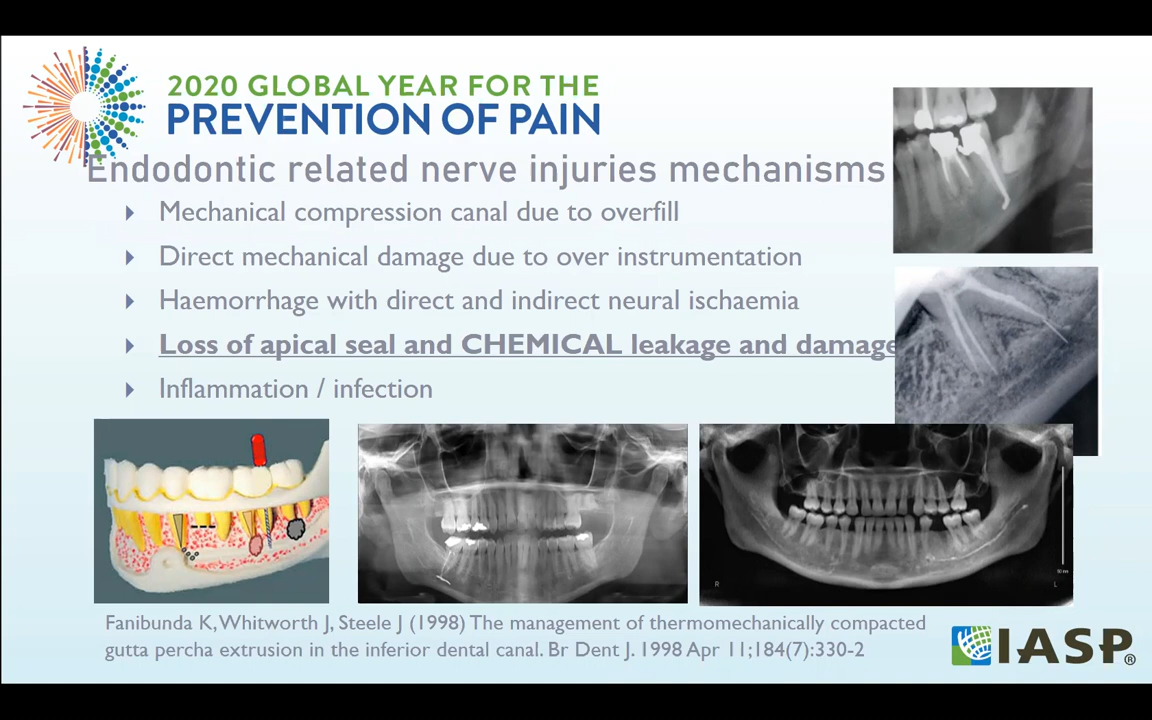 2020 GLOBAL YEAR FOR THE
PREVENTION OF PAIN
Endodontic related nerve injuries mechanisms
Mechanical compression canal due to overfill
Direct mechanical damage due to over instrumentation
Haemorrhage with direct and indirect neural ischaemia
Loss of apical seal and CHEMICAL leakage and damage
Inflammation / infection
R
L
Fanibunda K, Whitworth J, Steele J (1998) The management of thermomechanically compacted
gutta percha extrusion in the inferior dental canal. Br Dent J. 1998 Apr 11;184(7):330-2
IASP®